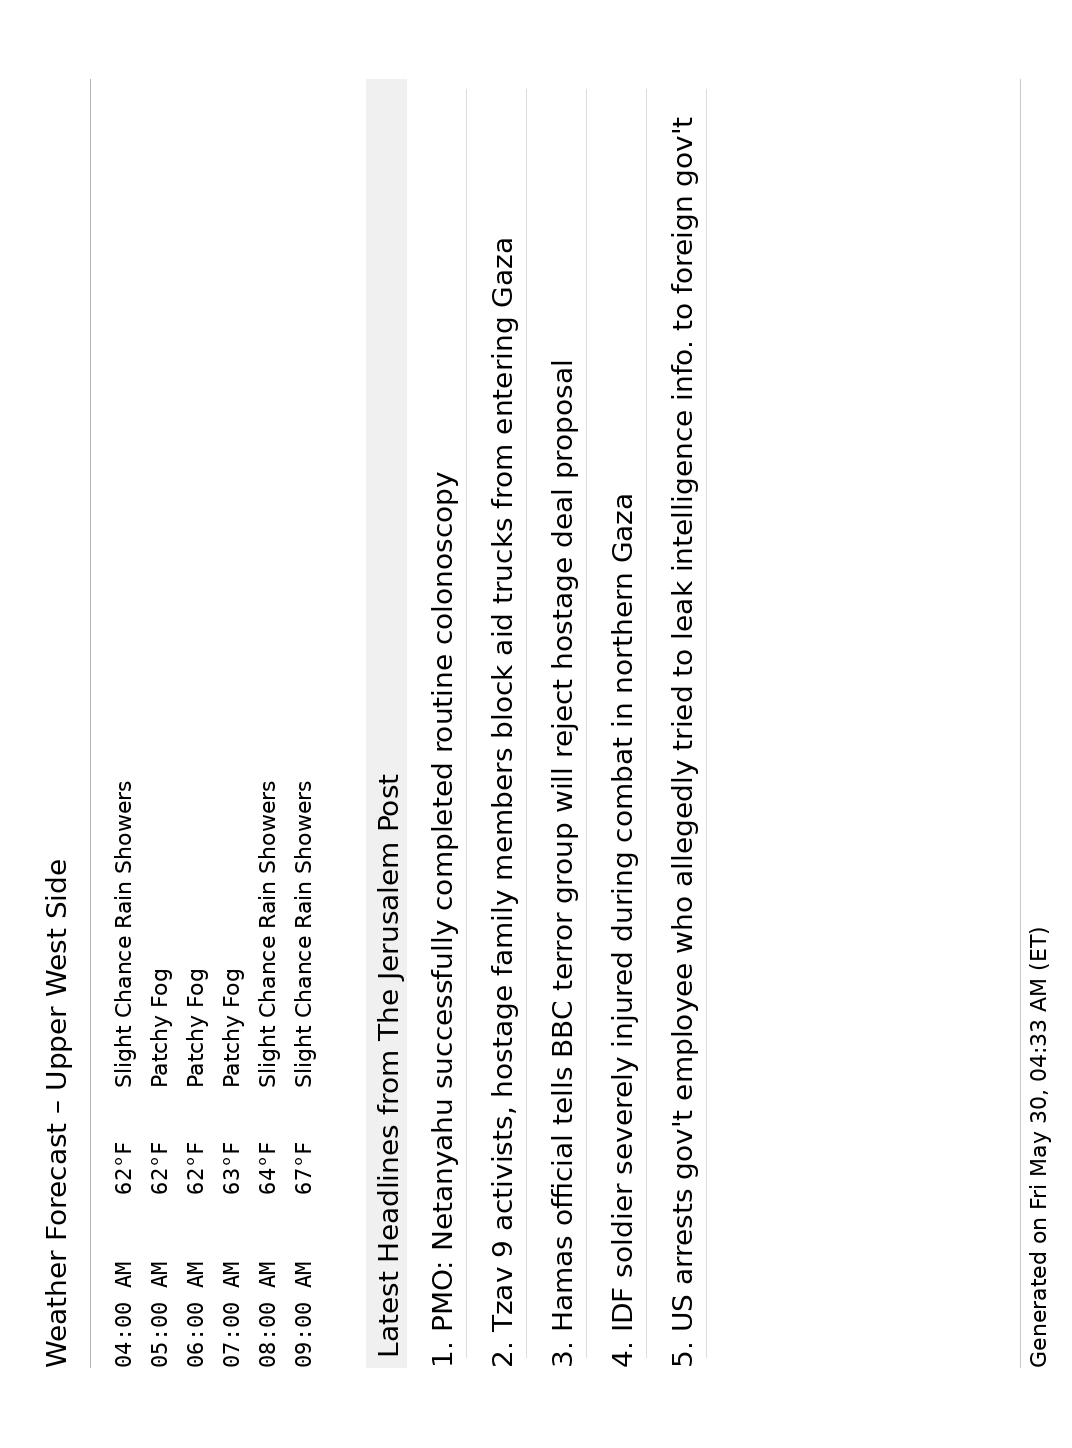 Weather Forecast – Upper West Side
04:00 AM 62°F Slight Chance Rain Showers
05:00 AM 62°F Patchy Fog
06:00 AM 62°F Patchy Fog
07:00 AM 63°F Patchy Fog
08:00 AM 64°F Slight Chance Rain Showers
09:00 AM 67°F Slight Chance Rain Showers
Latest Headlines from The Jerusalem Post
1. PMO: Netanyahu successfully completed routine colonoscopy
2. Tzav 9 activists, hostage family members block aid trucks from entering Gaza
3. Hamas official tells BBC terror group will reject hostage deal proposal
4. IDF soldier severely injured during combat in northern Gaza
5. US arrests gov't employee who allegedly tried to leak intelligence info. to foreign gov't
Generated on Fri May 30, 04:33 AM (ET)